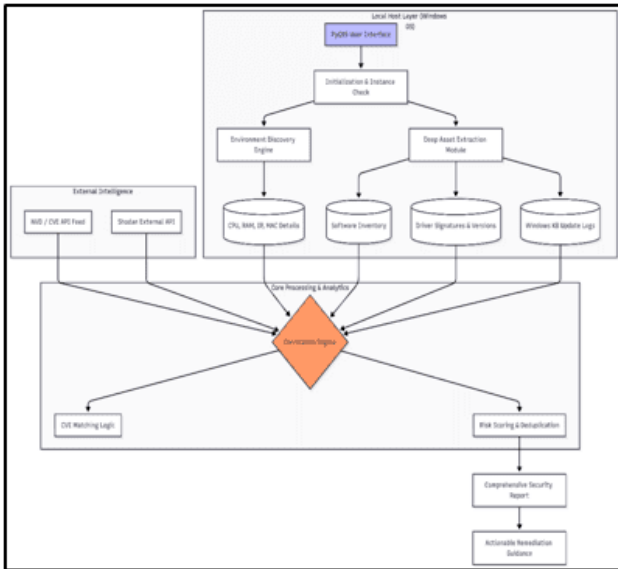 Local Host Layer (Windows
OS)
PyQt6 User Interface
Initialization & Instance
Check
Environment Discovery
Engine
Deep Asset Extraction
Module
External Intelligence
NVD / CVE API Feed
Shodan External API
CPU, RAM, IP, MAC Details
Software Inventory
Driver Signatures & Versions
Windows KB Update Logs
Core Processing & Analytics
Correlation Engine
CVE Matching Logic
Risk Scoring & Deduplication
Comprehensive Security
Report
Actionable Remediation
Guidance